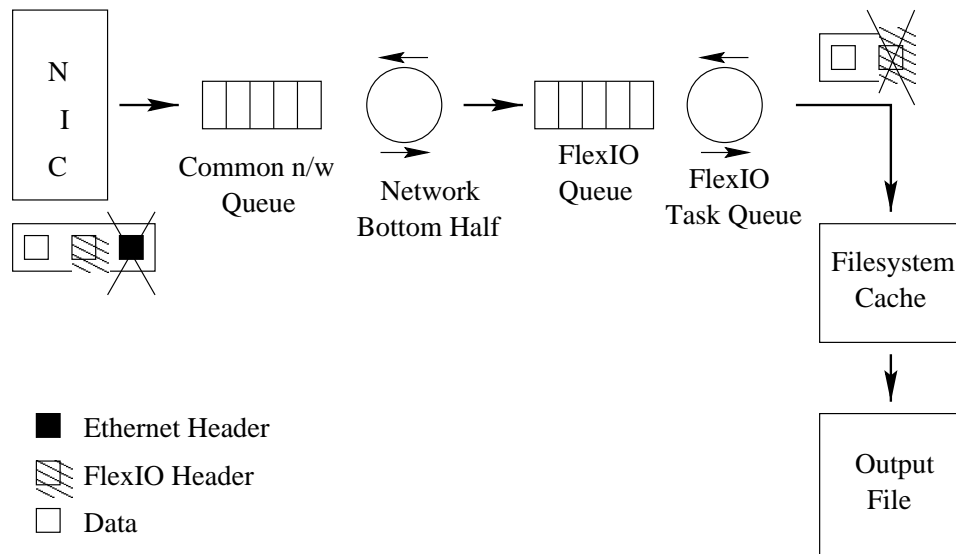 N
I
C
Common n/w
Queue
Network
Bottom Half
FlexIO
Queue
FlexIO
Task Queue
Filesystem
Cache
Output
File
Ethernet Header
FlexIO Header
Data